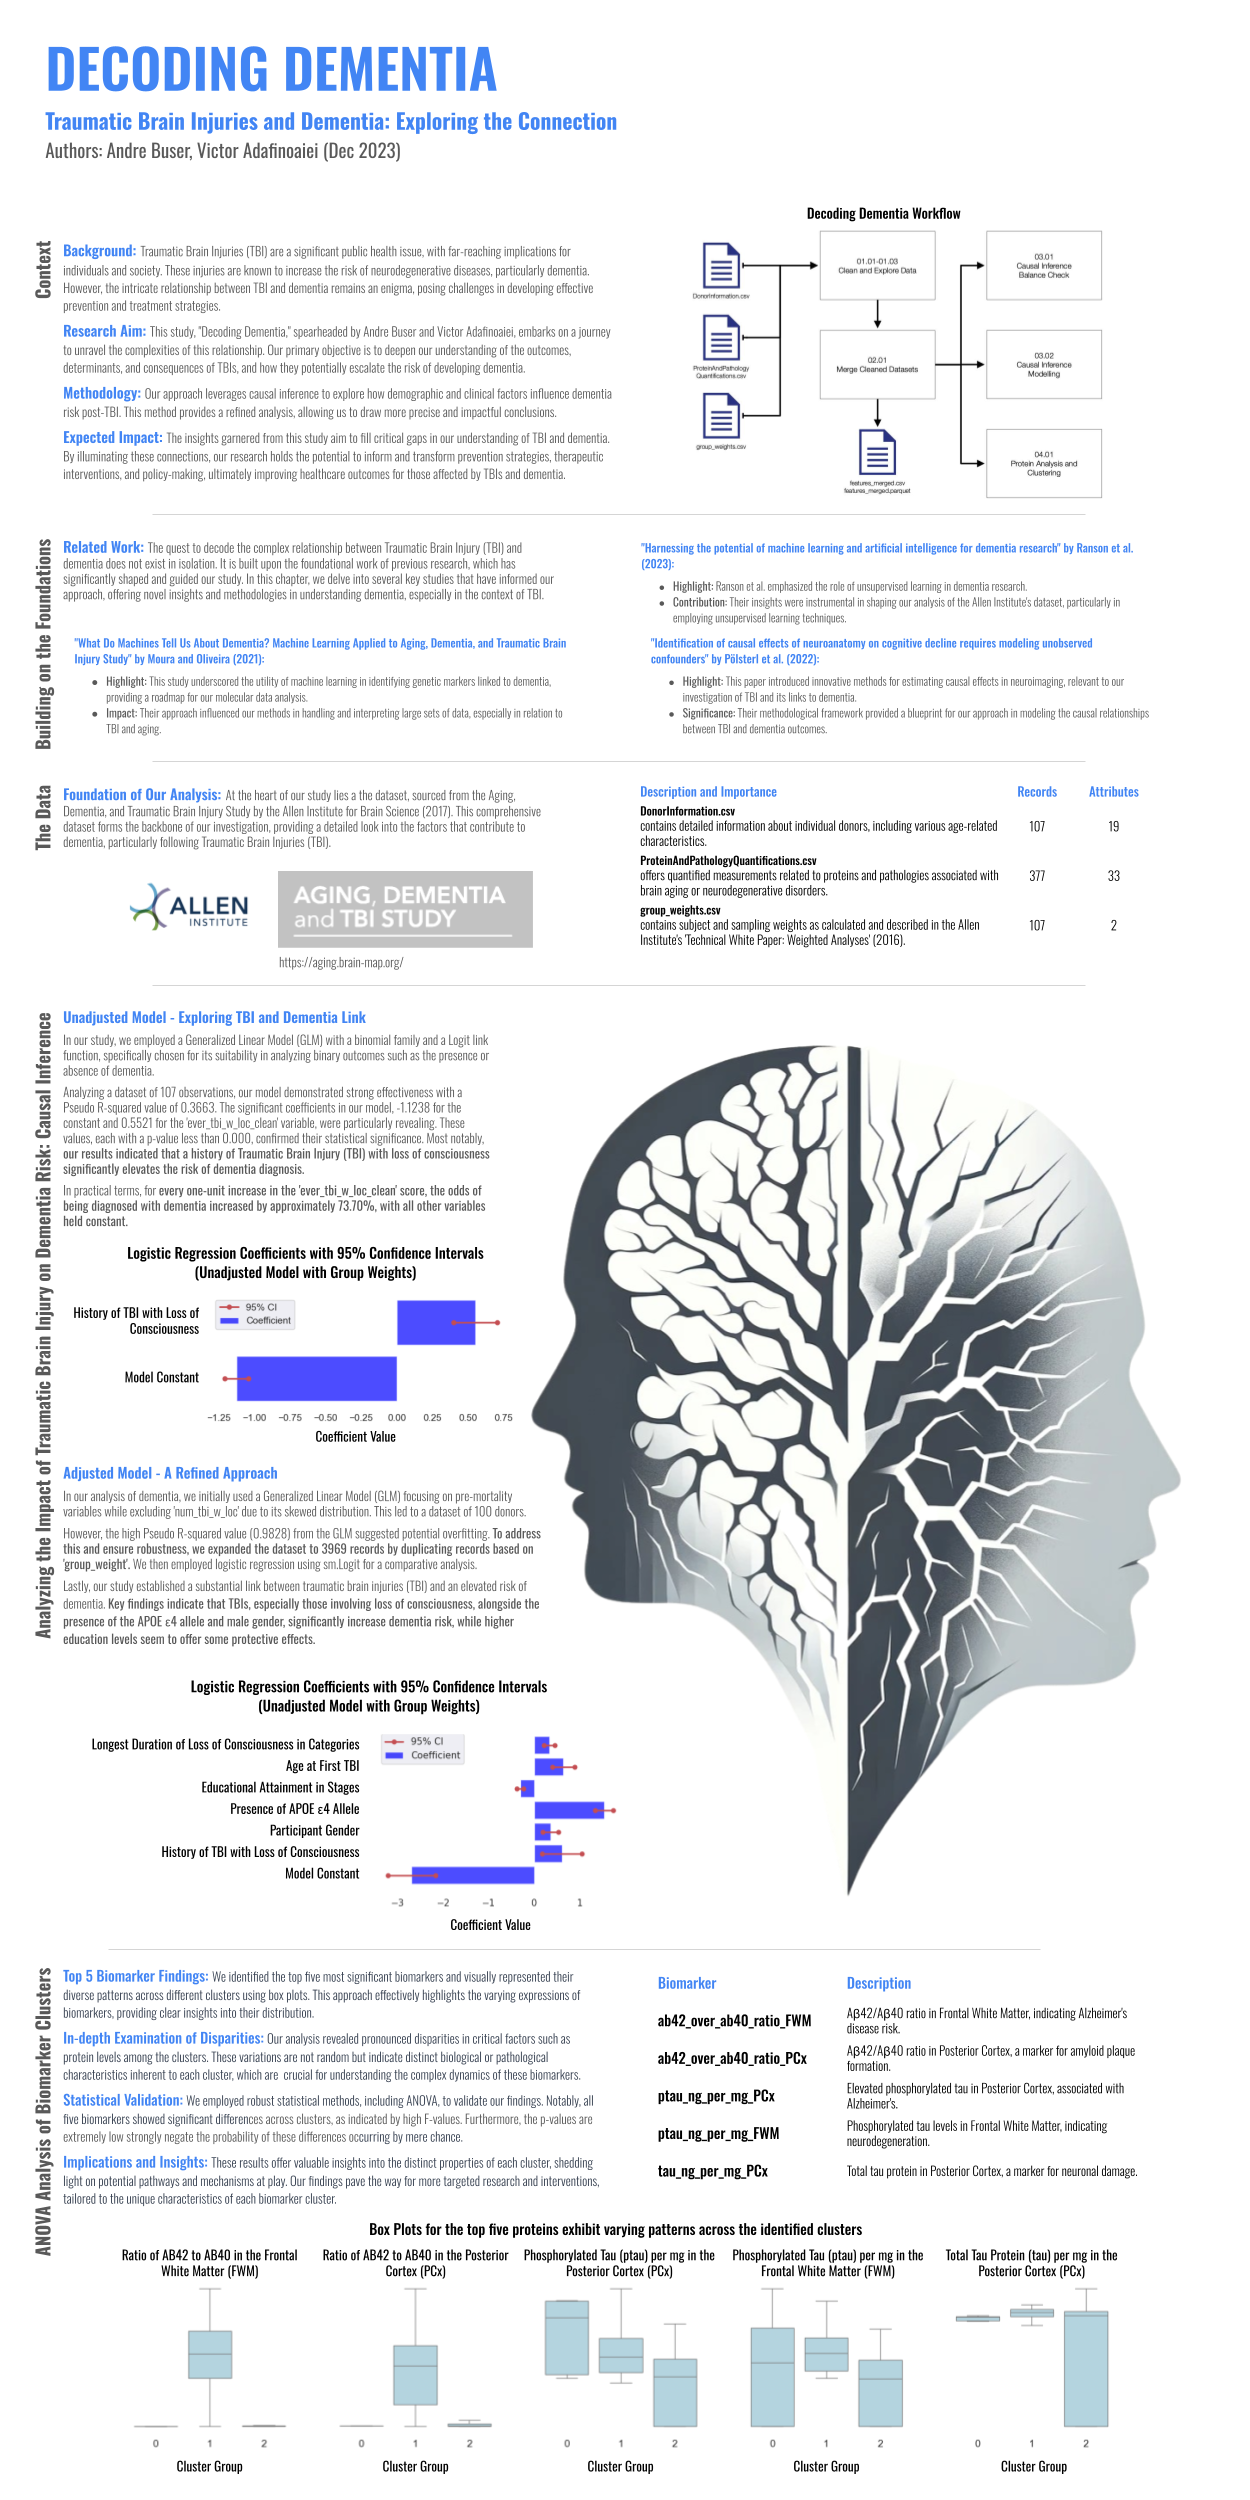 DECODING DEMENTIA
Traumatic Brain Injuries and Dementia: Exploring the Connection
Authors: Andre Buser, Victor Adafinoaiei (Dec 2023)
Context
Background: Traumatic Brain Injuries (TBI) are a significant public health issue, with far-reaching implications for
individuals and society. These injuries are known to increase the risk of neurodegenerative diseases, particularly dementia.
However, the intricate relationship between TBI and dementia remains an enigma, posing challenges in developing effective
prevention and treatment strategies.
Research Aim: This study, "Decoding Dementia," spearheaded by Andre Buser and Victor Adafinoaiei, embarks on a journey
to unravel the complexities of this relationship. Our primary objective is to deepen our understanding of the outcomes,
determinants, and consequences of TBIs, and how they potentially escalate the risk of developing dementia.
Methodology: Our approach leverages causal inference to explore how demographic and clinical factors influence dementia
risk post-TBI. This method provides a refined analysis, allowing us to draw more precise and impactful conclusions.
Expected Impact: The insights garnered from this study aim to fill critical gaps in our understanding of TBI and dementia.
By illuminating these connections, our research holds the potential to inform and transform prevention strategies, therapeutic
interventions, and policy-making, ultimately improving healthcare outcomes for those affected by TBIs and dementia.
Decoding Dementia Workflow
DonorInformation.csv
ProteinAndPathology
Quantifications.csv
group_weights.csv
01.01-01.03
Clean and Explore Data
02.01
Merge Cleaned Datasets
features_merged.csv
features_merged.parquet
03.01
Causal Inference
Balance Check
03.02
Causal Inference
Modelling
04.01
Protein Analysis and
Clustering
Building on the Foundations
Related Work: The quest to decode the complex relationship between Traumatic Brain Injury (TBI) and
dementia does not exist in isolation. It is built upon the foundational work of previous research, which has
significantly shaped and guided our study. In this chapter, we delve into several key studies that have informed our
approach, offering novel insights and methodologies in understanding dementia, especially in the context of TBI.
"What Do Machines Tell Us About Dementia? Machine Learning Applied to Aging, Dementia, and Traumatic Brain
Injury Study" by Moura and Oliveira (2021):
● Highlight: This study underscored the utility of machine learning in identifying genetic markers linked to dementia,
providing a roadmap for our molecular data analysis.
● Impact: Their approach influenced our methods in handling and interpreting large sets of data, especially in relation to
TBI and aging.
"Harnessing the potential of machine learning and artificial intelligence for dementia research" by Ranson et al.
(2023):
● Highlight: Ranson et al. emphasized the role of unsupervised learning in dementia research.
● Contribution: Their insights were instrumental in shaping our analysis of the Allen Institute's dataset, particularly in
employing unsupervised learning techniques.
"Identification of causal effects of neuroanatomy on cognitive decline requires modeling unobserved
confounders" by Pölsterl et al. (2022):
● Highlight: This paper introduced innovative methods for estimating causal effects in neuroimaging, relevant to our
investigation of TBI and its links to dementia.
● Significance: Their methodological framework provided a blueprint for our approach in modeling the causal relationships
between TBI and dementia outcomes.
The Data
Foundation of Our Analysis: At the heart of our study lies a the dataset, sourced from the Aging,
Dementia, and Traumatic Brain Injury Study by the Allen Institute for Brain Science (2017). This comprehensive
dataset forms the backbone of our investigation, providing a detailed look into the factors that contribute to
dementia, particularly following Traumatic Brain Injuries (TBI).
ALLEN
INSTITUTE
AGING, DEMENTIA
and TBI STUDY
https://aging.brain-map.org/
Description and Importance Records Attributes
DonorInformation.csv
contains detailed information about individual donors, including various age-related 107 19
characteristics.
ProteinAndPathologyQuantifications.csv
offers quantified measurements related to proteins and pathologies associated with 377 33
brain aging or neurodegenerative disorders.
group_weights.csv
contains subject and sampling weights as calculated and described in the Allen 107 2
Institute's 'Technical White Paper: Weighted Analyses' (2016).
Analyzing the Impact of Traumatic Brain Injury on Dementia Risk: Causal Inference
Unadjusted Model - Exploring TBI and Dementia Link
In our study, we employed a Generalized Linear Model (GLM) with a binomial family and a Logit link
function, specifically chosen for its suitability in analyzing binary outcomes such as the presence or
absence of dementia.
Analyzing a dataset of 107 observations, our model demonstrated strong effectiveness with a
Pseudo R-squared value of 0.3663. The significant coefficients in our model, -1.1238 for the
constant and 0.5521 for the 'ever_tbi_w_loc_clean' variable, were particularly revealing. These
values, each with a p-value less than 0.000, confirmed their statistical significance. Most notably,
our results indicated that a history of Traumatic Brain Injury (TBI) with loss of consciousness
significantly elevates the risk of dementia diagnosis.
In practical terms, for every one-unit increase in the 'ever_tbi_w_loc_clean' score, the odds of
being diagnosed with dementia increased by approximately 73.70%, with all other variables
held constant.
Logistic Regression Coefficients with 95% Confidence Intervals
(Unadjusted Model with Group Weights)
95% CI
Coefficient
History of TBI with Loss of
Consciousness
Model Constant
−1.25 −1.00 −0.75 −0.50 −0.25 0.00 0.25 0.50 0.75
Coefficient Value
Adjusted Model - A Refined Approach
In our analysis of dementia, we initially used a Generalized Linear Model (GLM) focusing on pre-mortality
variables while excluding 'num_tbi_w_loc' due to its skewed distribution. This led to a dataset of 100 donors.
However, the high Pseudo R-squared value (0.9828) from the GLM suggested potential overfitting. To address
this and ensure robustness, we expanded the dataset to 3969 records by duplicating records based on
'group_weight'. We then employed logistic regression using sm.Logit for a comparative analysis.
Lastly, our study established a substantial link between traumatic brain injuries (TBI) and an elevated risk of
dementia. Key findings indicate that TBIs, especially those involving loss of consciousness, alongside the
presence of the APOE ε4 allele and male gender, significantly increase dementia risk, while higher
education levels seem to offer some protective effects.
Logistic Regression Coefficients with 95% Confidence Intervals
(Unadjusted Model with Group Weights)
95% CI
Coefficient
Longest Duration of Loss of Consciousness in Categories
Age at First TBI
Educational Attainment in Stages
Presence of APOE ε4 Allele
Participant Gender
History of TBI with Loss of Consciousness
Model Constant
−3 −2 −1 0 1
Coefficient Value
ANOVA Analysis of Biomarker Clusters
Top 5 Biomarker Findings: We identified the top five most significant biomarkers and visually represented their
diverse patterns across different clusters using box plots. This approach effectively highlights the varying expressions of
biomarkers, providing clear insights into their distribution.
In-depth Examination of Disparities: Our analysis revealed pronounced disparities in critical factors such as
protein levels among the clusters. These variations are not random but indicate distinct biological or pathological
characteristics inherent to each cluster, which are crucial for understanding the complex dynamics of these biomarkers.
Statistical Validation: We employed robust statistical methods, including ANOVA, to validate our findings. Notably, all
five biomarkers showed significant differences across clusters, as indicated by high F-values. Furthermore, the p-values are
extremely low strongly negate the probability of these differences occurring by mere chance.
Implications and Insights: These results offer valuable insights into the distinct properties of each cluster, shedding
light on potential pathways and mechanisms at play. Our findings pave the way for more targeted research and interventions,
tailored to the unique characteristics of each biomarker cluster.
Biomarker Description
ab42_over_ab40_ratio_FWM Aβ42/Aβ40 ratio in Frontal White Matter, indicating Alzheimer's
disease risk.
ab42_over_ab40_ratio_PCx Aβ42/Aβ40 ratio in Posterior Cortex, a marker for amyloid plaque
formation.
ptau_ng_per_mg_PCx Elevated phosphorylated tau in Posterior Cortex, associated with
Alzheimer's.
ptau_ng_per_mg_FWM Phosphorylated tau levels in Frontal White Matter, indicating
neurodegeneration.
tau_ng_per_mg_PCx Total tau protein in Posterior Cortex, a marker for neuronal damage.
Box Plots for the top five proteins exhibit varying patterns across the identified clusters
Ratio of AB42 to AB40 in the Frontal
White Matter (FWM)
0 1 2
Cluster Group
Ratio of AB42 to AB40 in the Posterior
Cortex (PCx)
0 1 2
Cluster Group
Phosphorylated Tau (ptau) per mg in the
Posterior Cortex (PCx)
0 1 2
Cluster Group
Phosphorylated Tau (ptau) per mg in the
Frontal White Matter (FWM)
0 1 2
Cluster Group
Total Tau Protein (tau) per mg in the
Posterior Cortex (PCx)
0 1 2
Cluster Group